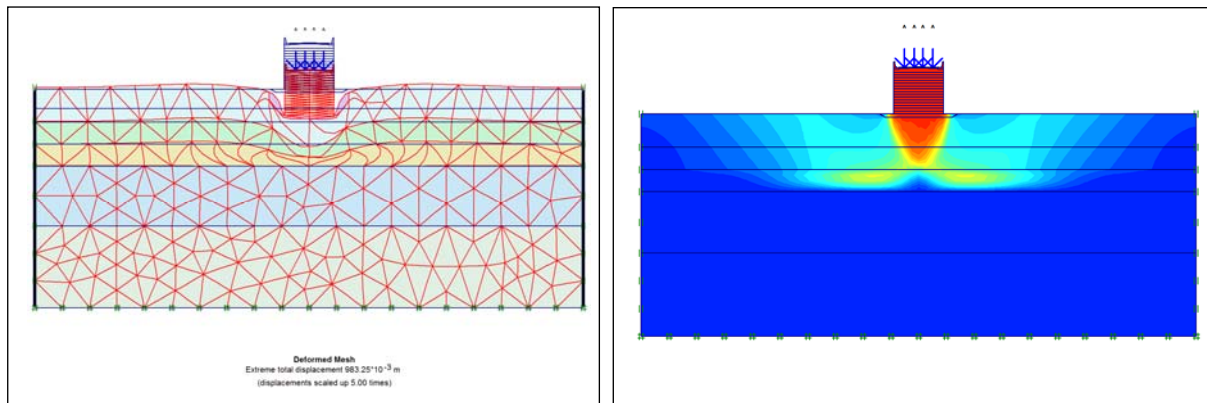 Deformed Mesh
Extreme total displacement 983.25*10⁻³ m
(displacements scaled up 5.00 times)